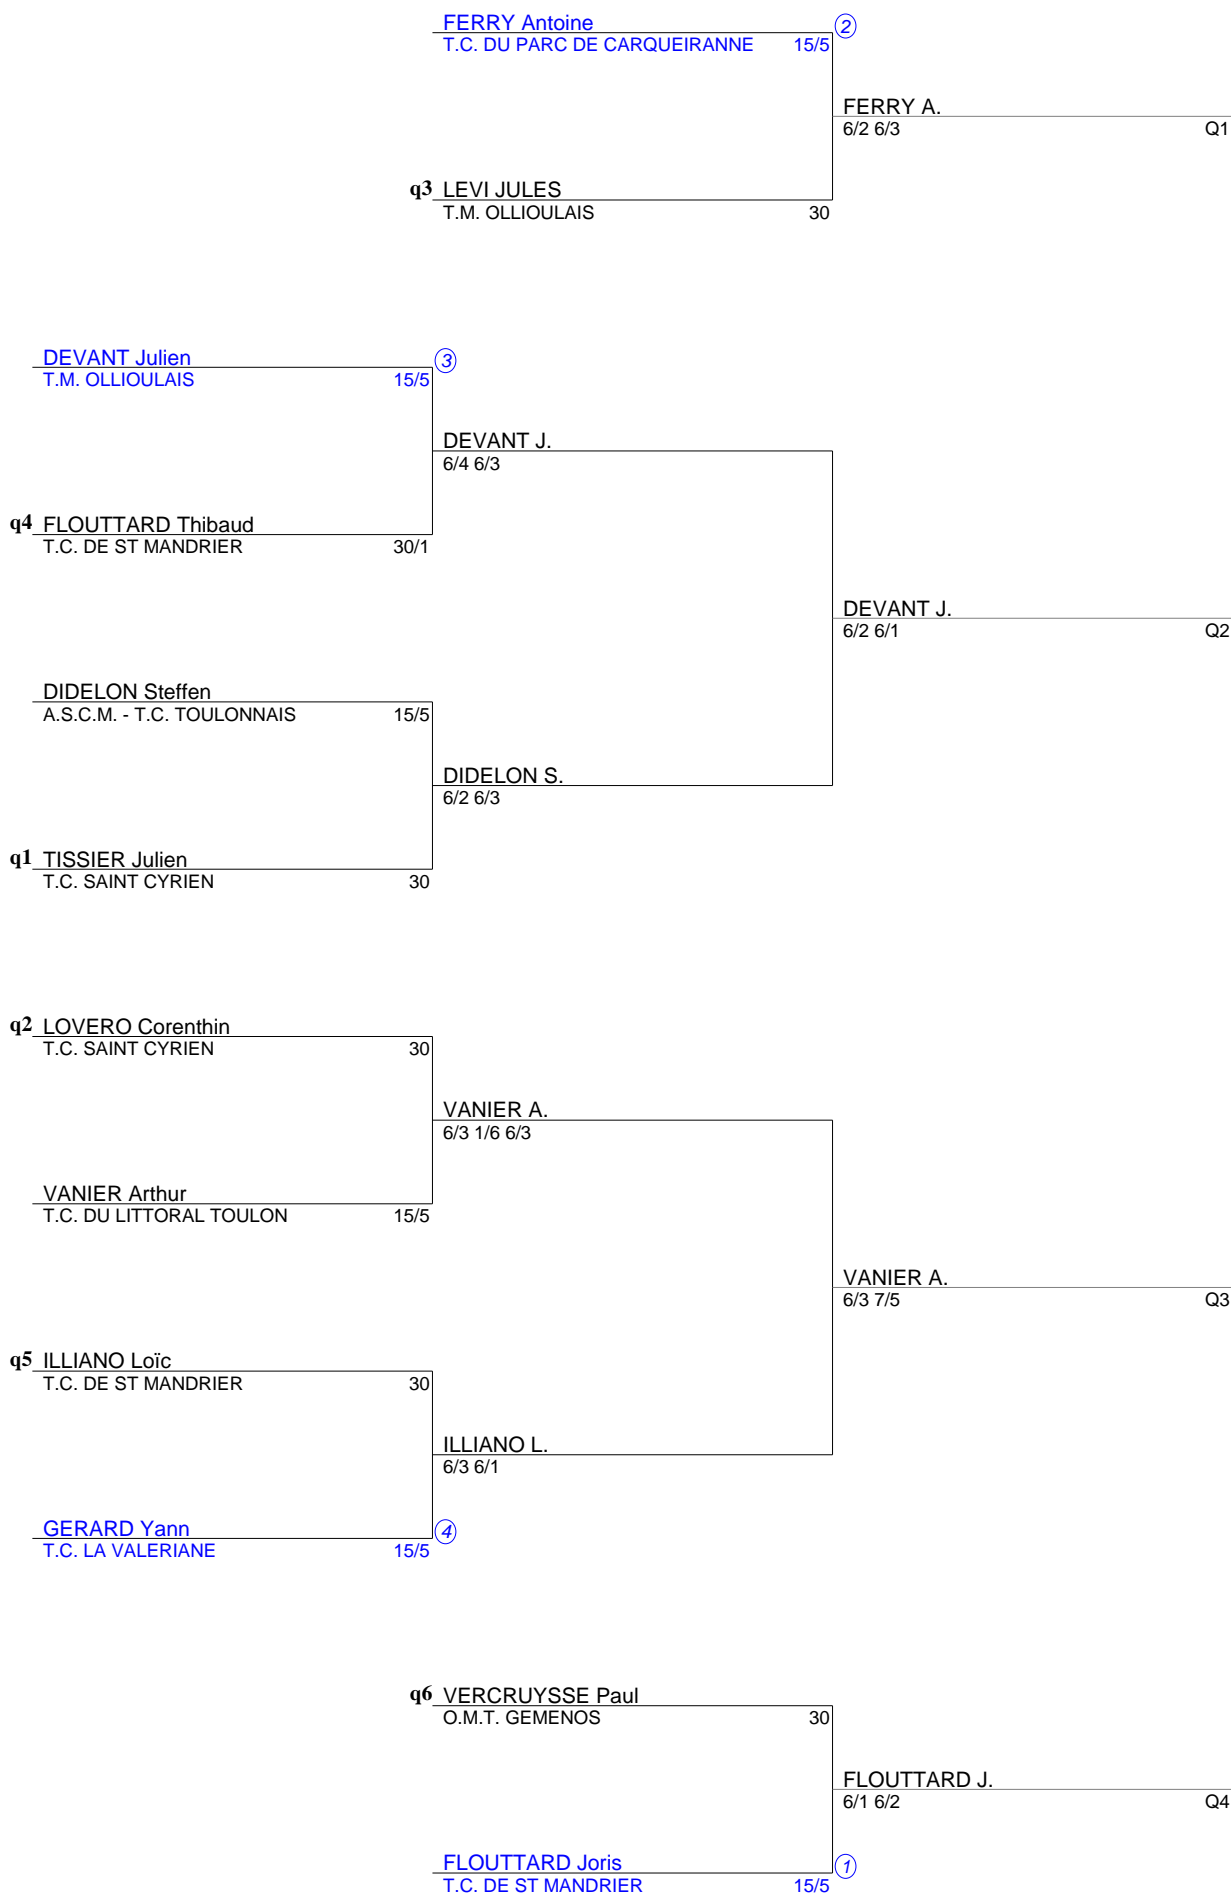 FERRY Antoine 2
T.C. DU PARC DE CARQUEIRANNE 15/5
FERRY A.
6/2 6/3 Q1
q3 LEVI JULES
T.M. OLLIOULAIS 30
DEVANT Julien 3
T.M. OLLIOULAIS 15/5
DEVANT J.
6/4 6/3
q4 FLOUTTARD Thibaud
T.C. DE ST MANDRIER 30/1
DEVANT J.
6/2 6/1 Q2
DIDELON Steffen
A.S.C.M. - T.C. TOULONNAIS 15/5
DIDELON S.
6/2 6/3
q1 TISSIER Julien
T.C. SAINT CYRIEN 30
q2 LOVERO Corenthin
T.C. SAINT CYRIEN 30
VANIER A.
6/3 1/6 6/3
VANIER Arthur
T.C. DU LITTORAL TOULON 15/5
VANIER A.
6/3 7/5 Q3
q5 ILLIANO Loïc
T.C. DE ST MANDRIER 30
ILLIANO L.
6/3 6/1
GERARD Yann 4
T.C. LA VALERIANE 15/5
q6 VERCRUYSSE Paul
O.M.T. GEMENOS 30
FLOUTTARD J.
6/1 6/2 Q4
FLOUTTARD Joris 1
T.C. DE ST MANDRIER 15/5